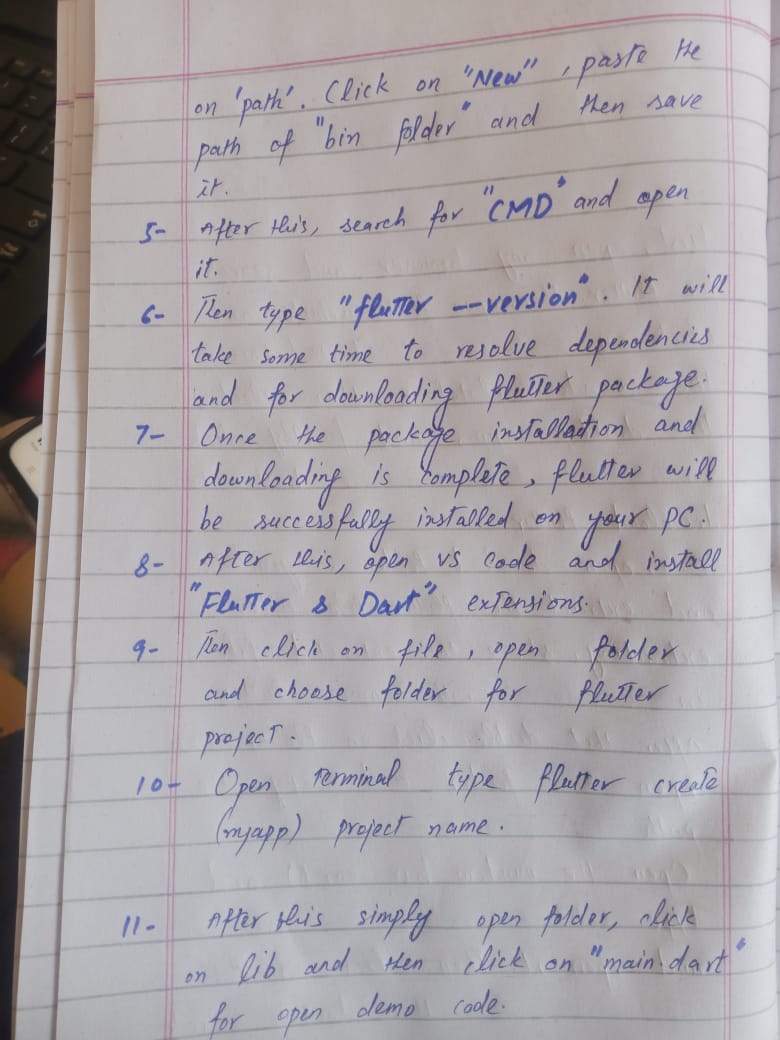 on 'path'. Click on "New", paste the
path of "bin folder" and then save
it.
5- After this, search for "CMD" and open
it.
6- Then type "flutter --version". It will
take some time to resolve dependencies
and for downloading flutter package.
7- Once the package installation and
downloading is complete, flutter will
be successfully installed on your PC.
8- After this, open VS Code and install
"Flutter & Dart" extensions.
9- Then click on file, open folder
and choose folder for flutter
project.
10- Open terminal type flutter create
(myapp) project name.
11- After this simply open folder, click
on lib and then click on "main.dart"
for open demo code.